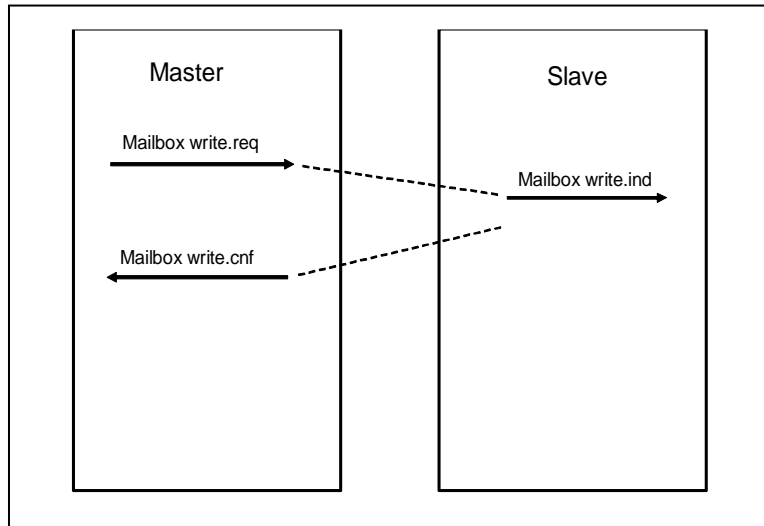 Master
Slave
Mailbox write.req
Mailbox write.ind
Mailbox write.cnf